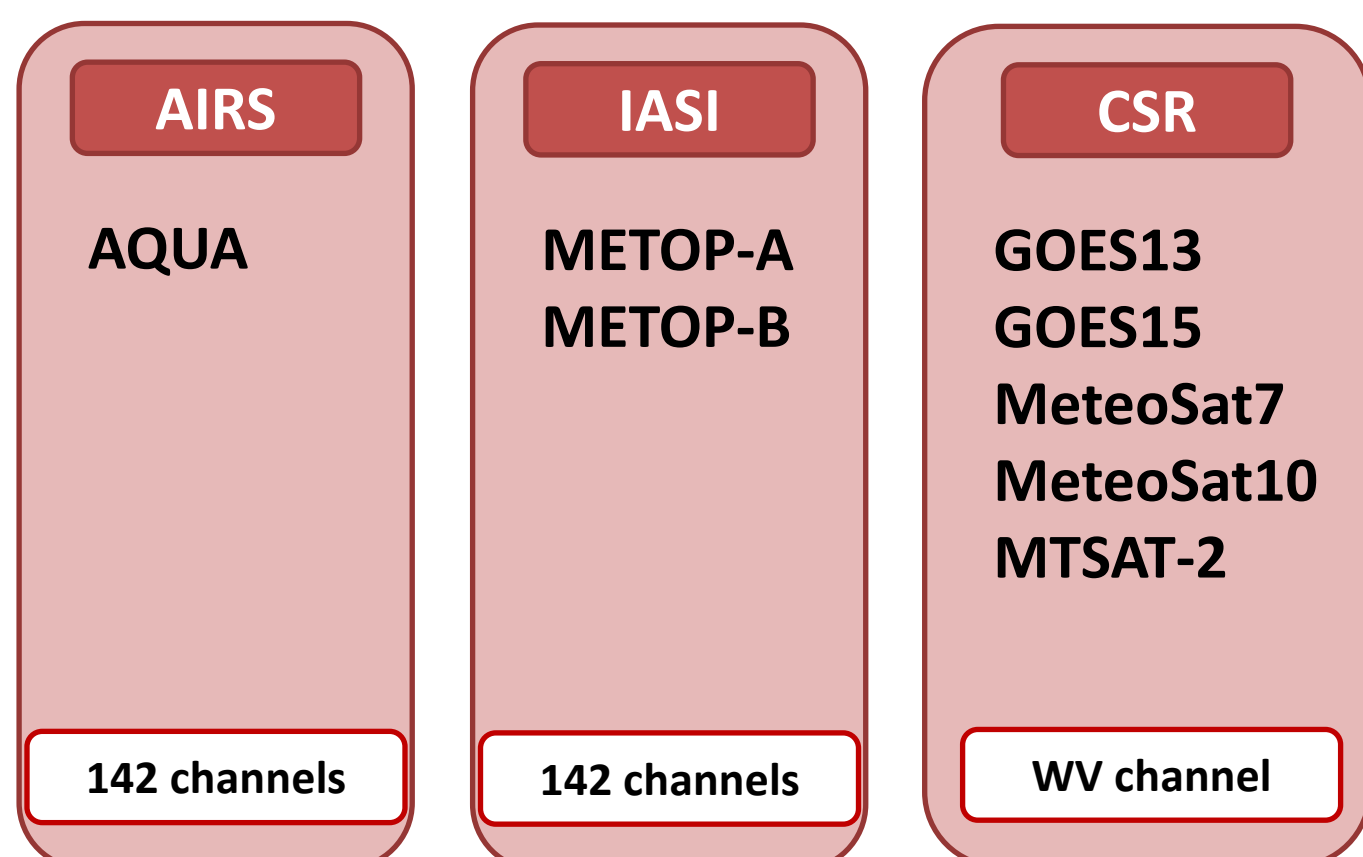 AIRS
AQUA
142 channels
IASI
METOP-A
METOP-B
142 channels
CSR
GOES13
GOES15
MeteoSat7
MeteoSat10
MTSAT-2
WV channel